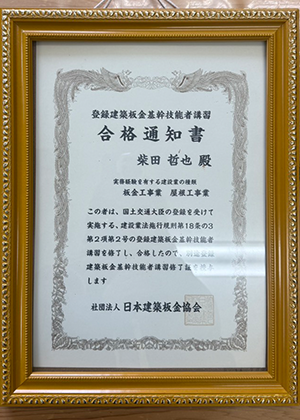 登録建築板金基幹技能者講習
合格通知書
柴田 哲也 殿
実務経験を有する建設業の種類
板金工事業 屋根工事業
この者は、国土交通大臣の登録を受けて
実施する、建設業法施行規則第18条の3
第2項第2号の登録建築板金基幹技能者
講習を修了し、合格したので、
建築板金基幹技能者講習修了証を
します
社団法人 日本建築板金協会